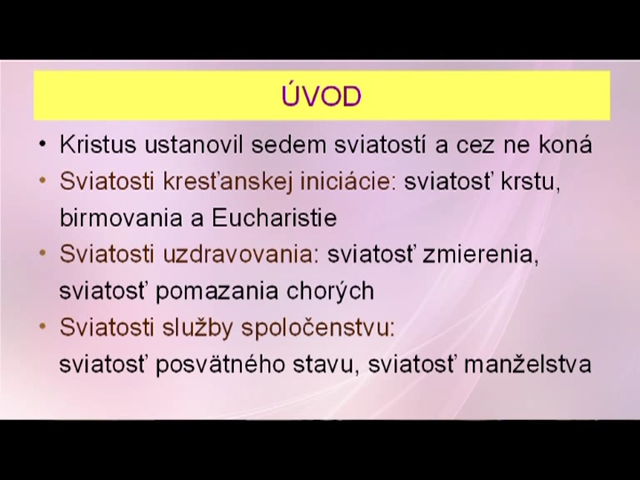 ÚVOD
• Kristus ustanovil sedem sviatostí a cez ne koná
• Sviatosti kresťanskej iniciácie: sviatosť krstu,
birmovania a Eucharistie
• Sviatosti uzdravovania: sviatosť zmierenia,
sviatosť pomazania chorých
• Sviatosti služby spoločenstvu:
sviatosť posvätného stavu, sviatosť manželstva